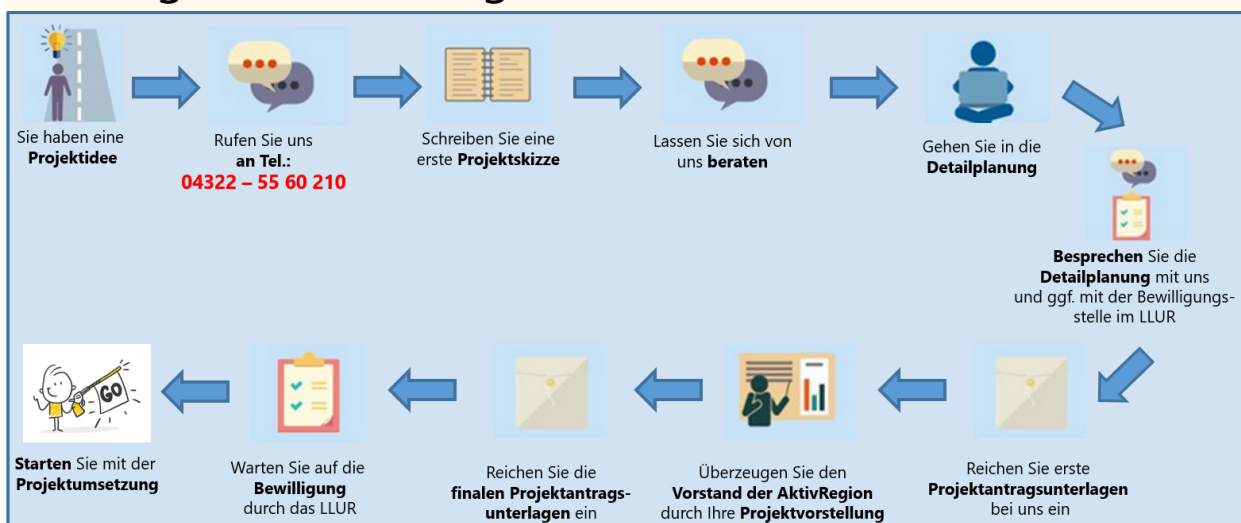 Sie haben eine
Projektidee
Rufen Sie uns
an Tel.:
04322 – 55 60 210
Schreiben Sie eine
erste Projektskizze
Lassen Sie sich von
uns beraten
Gehen Sie in die
Detailplanung
Besprechen Sie die
Detailplanung mit uns
und ggf. mit der Bewilligungs-
stelle im LLUR
Reichen Sie erste
Projektantragsunterlagen
bei uns ein
Überzeugen Sie den
Vorstand der AktivRegion
durch Ihre Projektvorstellung
Reichen Sie die
finalen Projektantrags-
unterlagen ein
Warten Sie auf die
Bewilligung
durch das LLUR
GO
Starten Sie mit der
Projektumsetzung